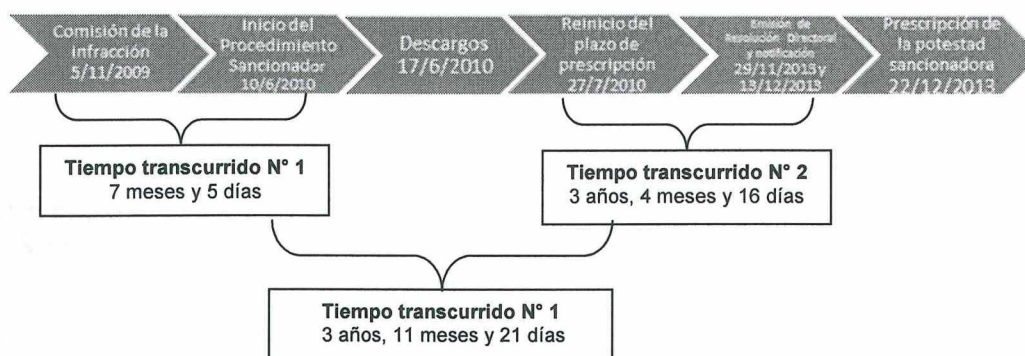 Comisión de la
infracción
5/11/2009
Inicio del
Procedimiento
Sancionador
10/6/2010
Descargos
17/6/2010
Reinicio del
plazo de
prescripción
27/7/2010
Emisión de
Resolución Directoral
y notificación
29/11/2013 y
13/12/2013
Prescripción de
la potestad
sancionadora
22/12/2013
Tiempo transcurrido N° 1
7 meses y 5 días
Tiempo transcurrido N° 2
3 años, 4 meses y 16 días
Tiempo transcurrido N° 1
3 años, 11 meses y 21 días